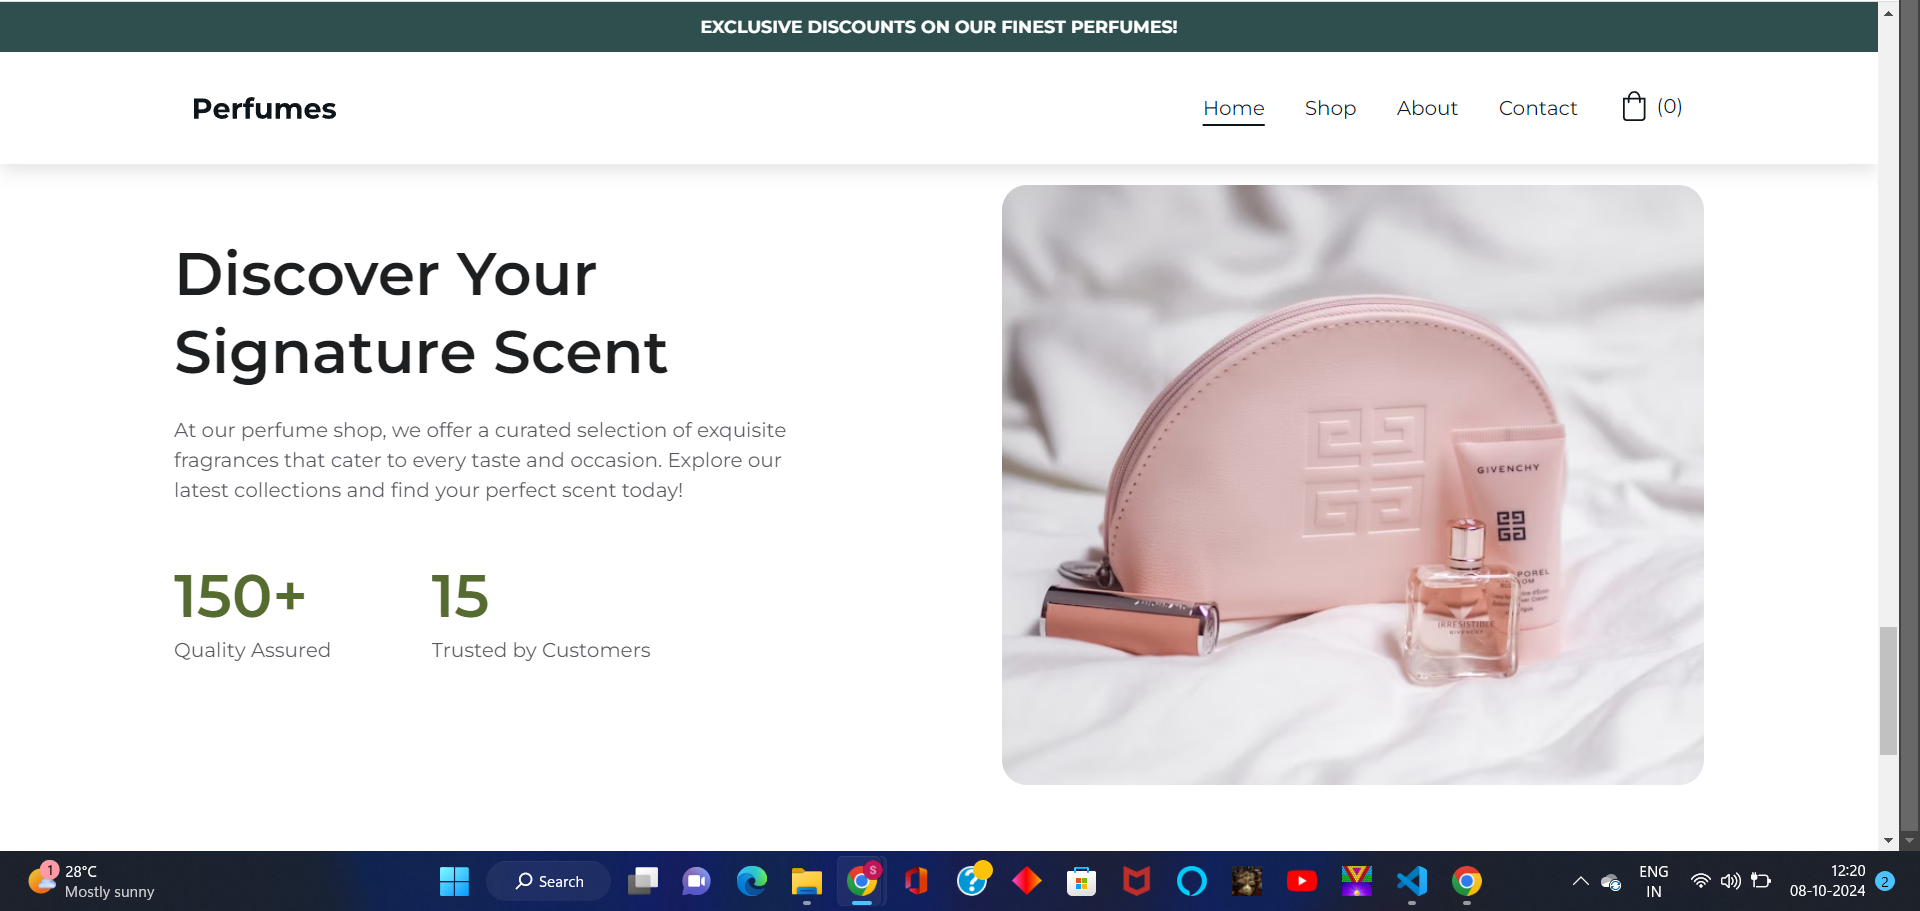 EXCLUSIVE DISCOUNTS ON OUR FINEST PERFUMES!
Perfumes
Home
Shop
About
Contact
(0)
Discover Your
Signature Scent
At our perfume shop, we offer a curated selection of exquisite
fragrances that cater to every taste and occasion. Explore our
latest collections and find your perfect scent today!
150+
15
Quality Assured
Trusted by Customers
GIVENCHY
IRRESISTIBLE
GIVENCHY
1
28°C
Mostly sunny
Search
S
ENG
IN
12:20
08-10-2024
2